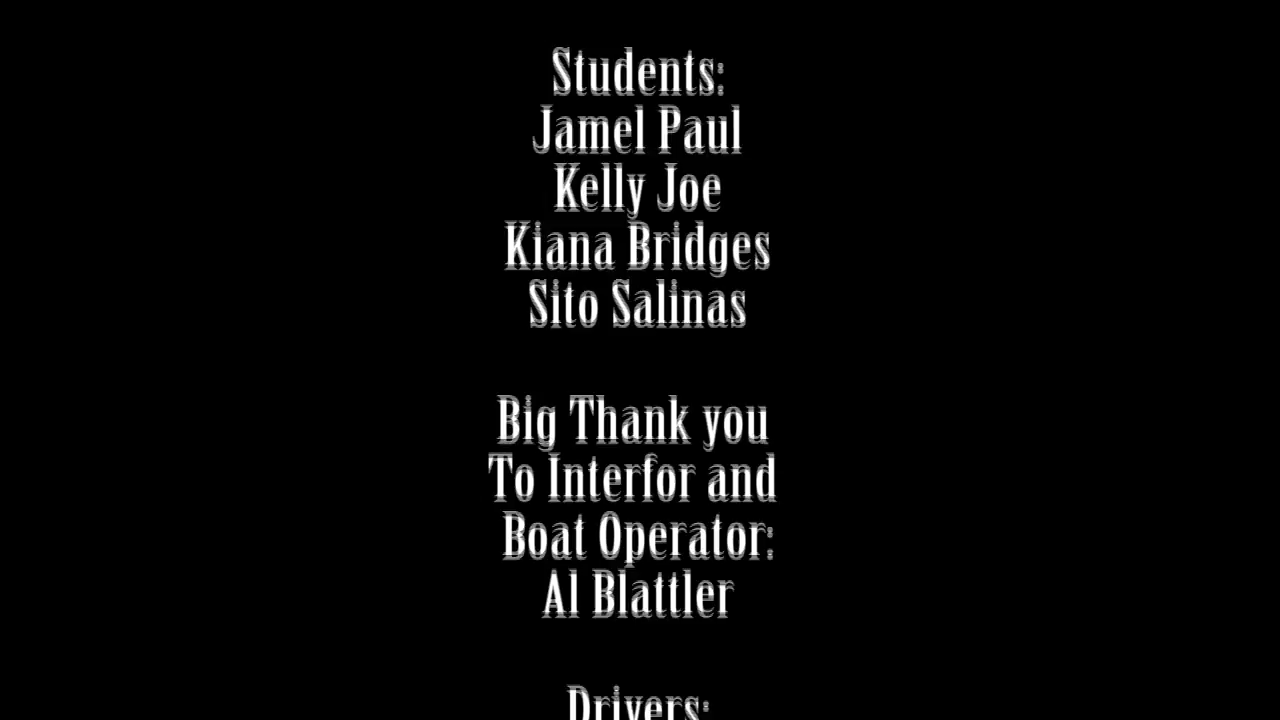 Students:
Jamel Paul
Kelly Joe
Kiana Bridges
Sito Salinas
Big Thank you
To Interfor and
Boat Operator:
Al Blattler
Drivers: